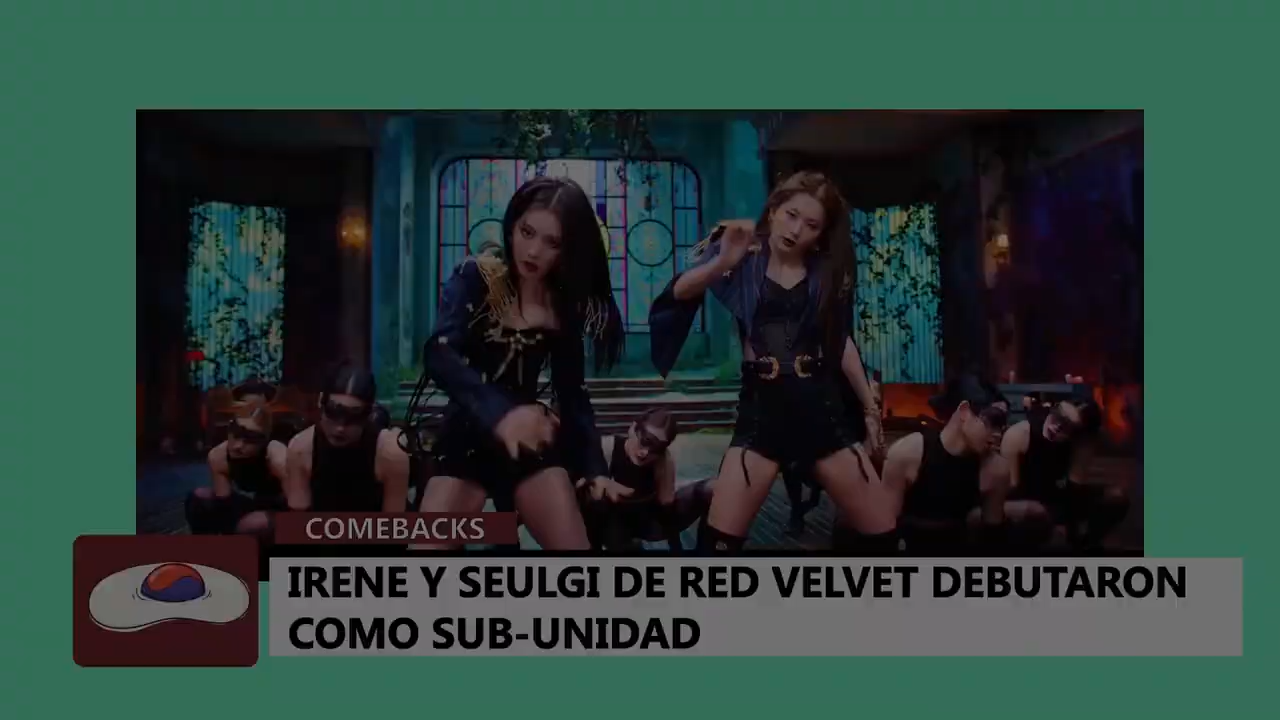 COMEBACKS
IRENE Y SEULGI DE RED VELVET DEBUTARON
COMO SUB-UNIDAD